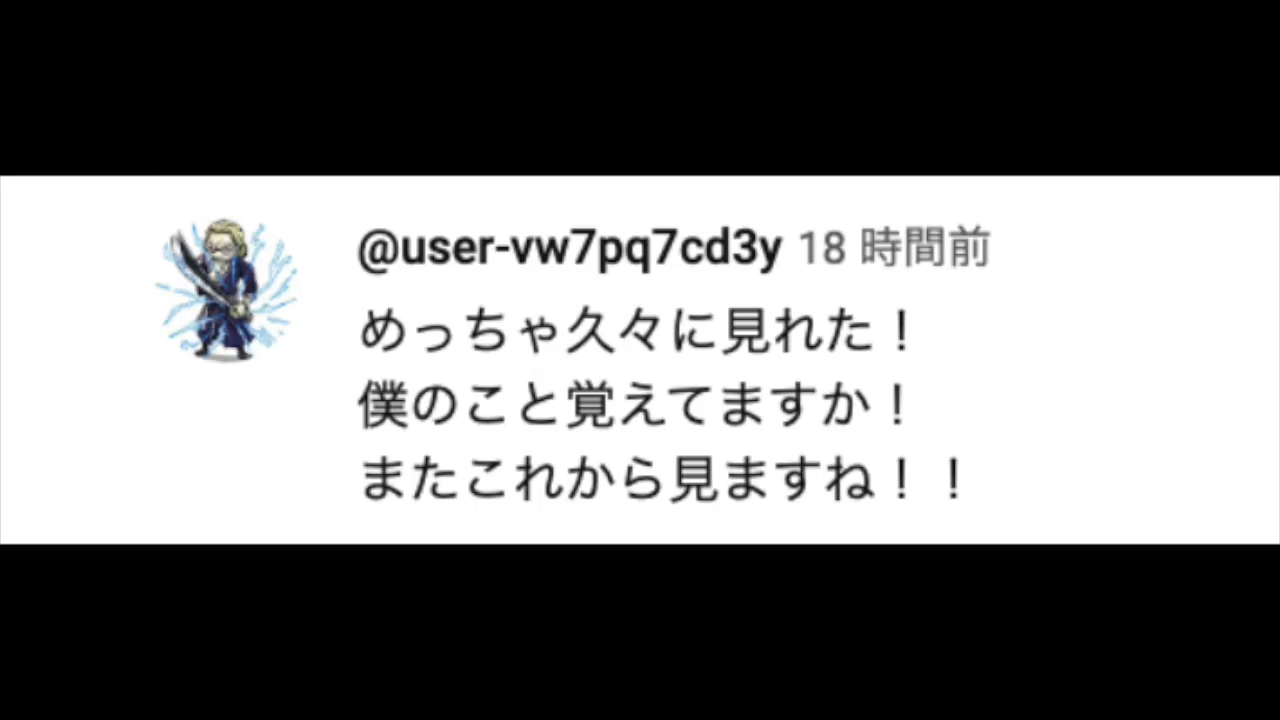 @user-vw7pq7cd3y 18 時間前
めっちゃ久々に見れた！
僕のこと覚えてますか！
またこれから見ますね！！